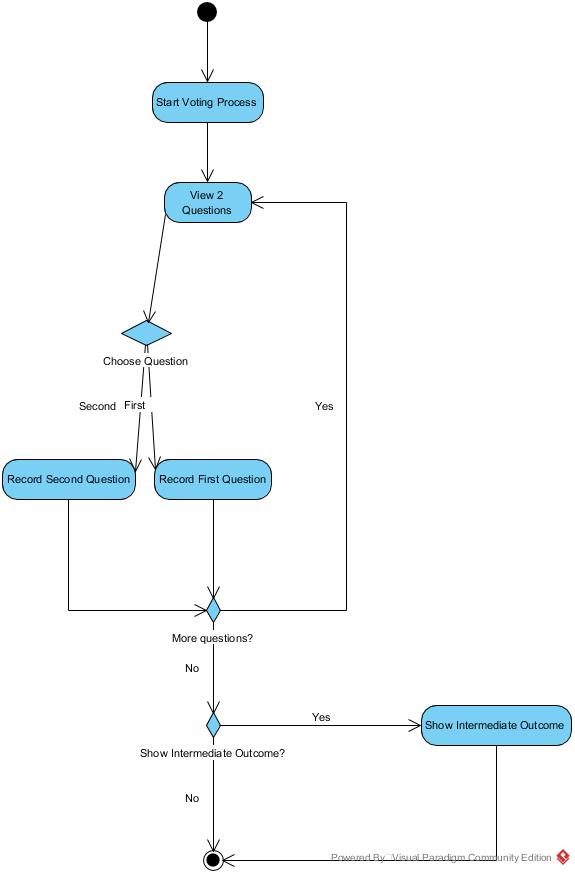 Start Voting Process
View 2
Questions
Choose Question
Second
First
Yes
Record Second Question
Record First Question
More questions?
No
Yes
Show Intermediate Outcome
Show Intermediate Outcome?
No
Powered By Visual Paradigm Community Edition